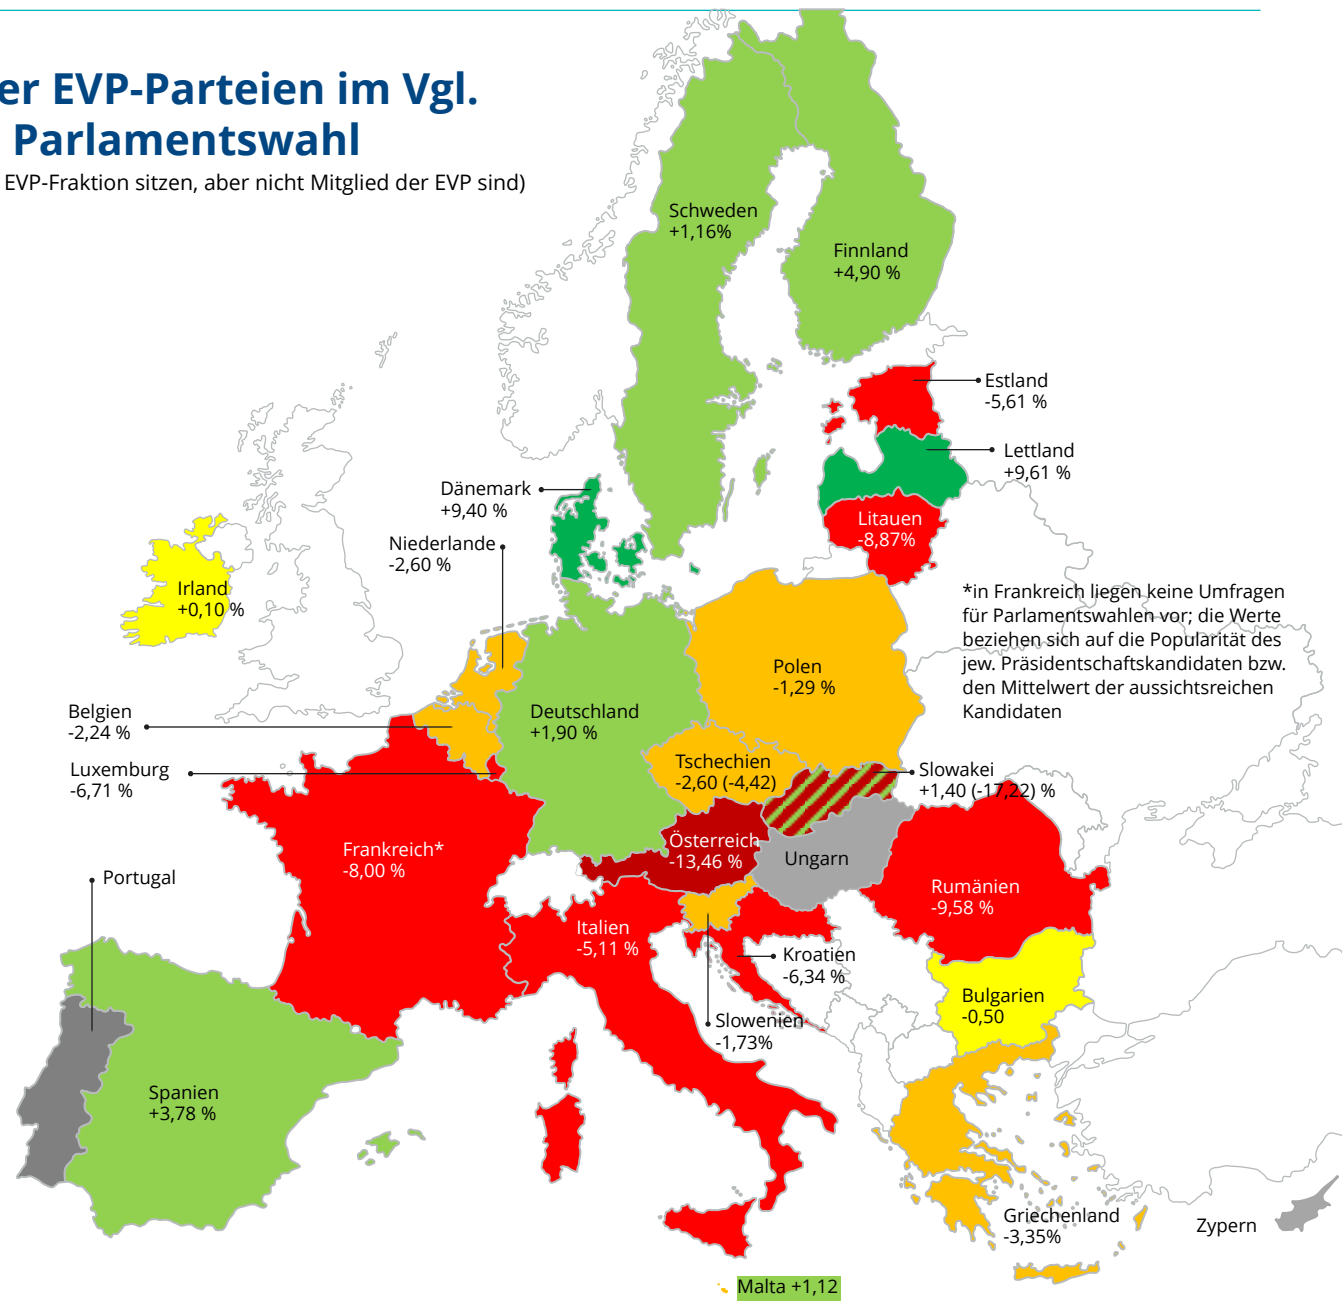 er EVP-Parteien im Vgl.
Parlamentswahl
EVP-Fraktion sitzen, aber nicht Mitglied der EVP sind)
Schweden
+1,16%
Finnland
+4,90 %
Estland
-5,61 %
Lettland
+9,61 %
Dänemark
+9,40 %
Litauen
-8,87%
Niederlande
-2,60 %
Irland
+0,10 %
*in Frankreich liegen keine Umfragen
für Parlamentswahlen vor; die Werte
beziehen sich auf die Popularität des
jew. Präsidentschaftskandidaten bzw.
den Mittelwert der aussichtsreichen
Kandidaten
Polen
-1,29 %
Belgien
-2,24 %
Deutschland
+1,90 %
Luxemburg
-6,71 %
Tschechien
-2,60 (-4,42)
Slowakei
+1,40 (-17,22) %
Österreich
-13,46 %
Ungarn
Frankreich*
-8,00 %
Portugal
Rumänien
-9,58 %
Italien
-5,11 %
Kroatien
-6,34 %
Bulgarien
-0,50
Slowenien
-1,73%
Spanien
+3,78 %
Griechenland
-3,35%
Zypern
Malta +1,12